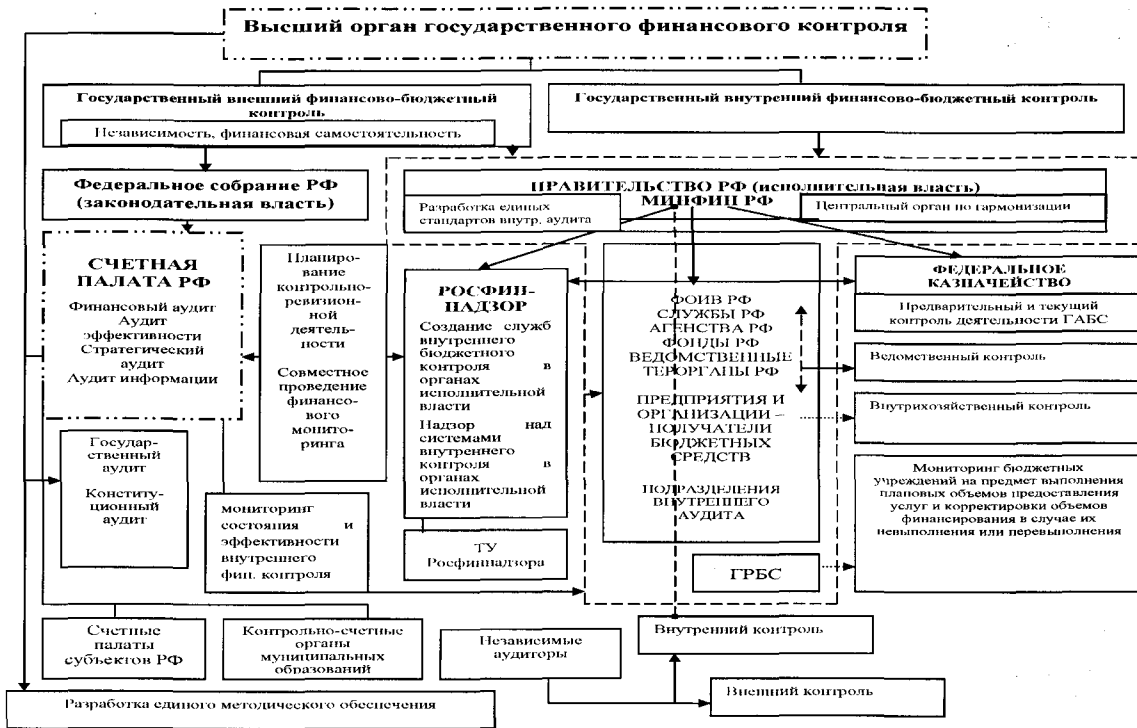 Высший орган государственного финансового контроля
Государственный внешний финансово-бюджетный
контроль
Независимость, финансовая самостоятельность
Государственный внутренний финансово-бюджетный контроль
Федеральное собрание РФ
(законодательная власть)
ПРАВИТЕЛЬСТВО РФ (исполнительная власть)
МИНФИН РФ
Разработка единых
стандартов внутр. аудита
Центральный орган по гармонизации
СЧЕТНАЯ
ПАЛАТА РФ
Финансовый аудит
Аудит
эффективности
Стратегический
аудит
Аудит информации
Планирование
контрольно-
ревизион-
ной
деятель-
ности
Совместное
проведение
финансо-
вого
монито-
ринга
РОСФИН-
НАДЗОР
Создание служб
внутреннего
бюджетного
контроля в
органах
исполнительной
власти
Надзор над
системами
внутреннего
контроля в
органах
исполнительной
власти
ФОИВ РФ
СЛУЖБЫ РФ
АГЕНСТВА РФ
ФОНДЫ РФ
ВЕДОМСТВЕННЫЕ
ТЕРОРГАНЫ РФ
ПРЕДПРИЯТИЯ И
ОРГАНИЗАЦИИ –
ПОЛУЧАТЕЛИ
БЮДЖЕТНЫХ
СРЕДСТВ
ПОДРАЗДЕЛЕНИЯ
ВНУТРЕННЕГО
АУДИТА
ФЕДЕРАЛЬНОЕ
КАЗНАЧЕЙСТВО
Предварительный и текущий
контроль деятельности ГАБС
Ведомственный контроль
Внутрихозяйственный контроль
Мониторинг бюджетных
учреждений на предмет выполнения
плановых объемов предоставления
услуг и корректировки объемов
финансирования в случае их
невыполнения или перевыполнения
Государ-
ственный
аудит
Конститу-
ционный
аудит
мониторинг
состояния и
эффективности
внутреннего
фин. контроля
ТУ
Росфиннадзора
ГРБС
Счетные
палаты
субъектов РФ
Контрольно-счетные
органы
муниципальных
образований
Независимые
аудиторы
Внутренний контроль
Внешний контроль
Разработка единого методического обеспечения